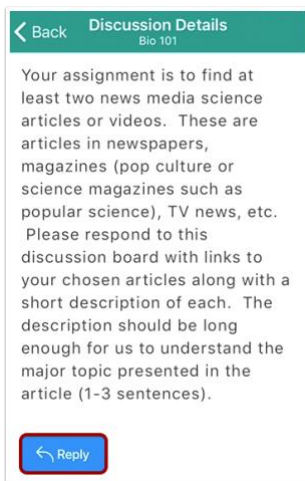 Back
Discussion Details
Bio 101
Your assignment is to find at
least two news media science
articles or videos.  These are
articles in newspapers,
magazines (pop culture or
science magazines such as
popular science), TV news, etc.
 Please respond to this
discussion board with links to
your chosen articles along with a
short description of each.  The
description should be long
enough for us to understand the
major topic presented in the
article (1-3 sentences).
Reply